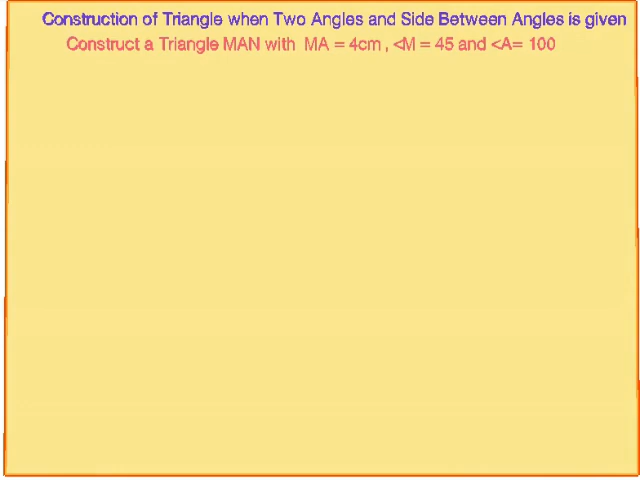 Construction of Triangle when Two Angles and Side Between Angles is given
Construct a Triangle MAN with MA = 4cm , <M = 45 and <A= 100